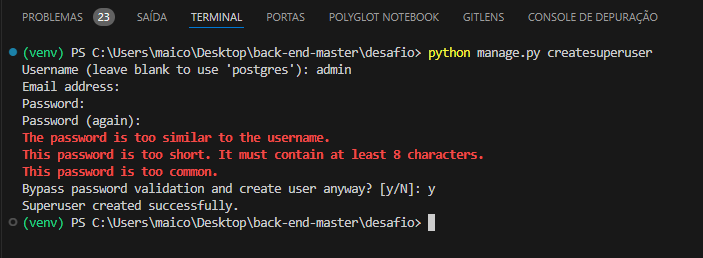 PROBLEMAS 23 SAÍDA TERMINAL PORTAS POLYGLOT NOTEBOOK GITLENS CONSOLE DE DEPURAÇÃO
(venv) PS C:\Users\maico\Desktop\back-end-master\desafio> python manage.py createsuperuser
Username (leave blank to use 'postgres'): admin
Email address:
Password:
Password (again):
The password is too similar to the username.
This password is too short. It must contain at least 8 characters.
This password is too common.
Bypass password validation and create user anyway? [y/N]: y
Superuser created successfully.
(venv) PS C:\Users\maico\Desktop\back-end-master\desafio>